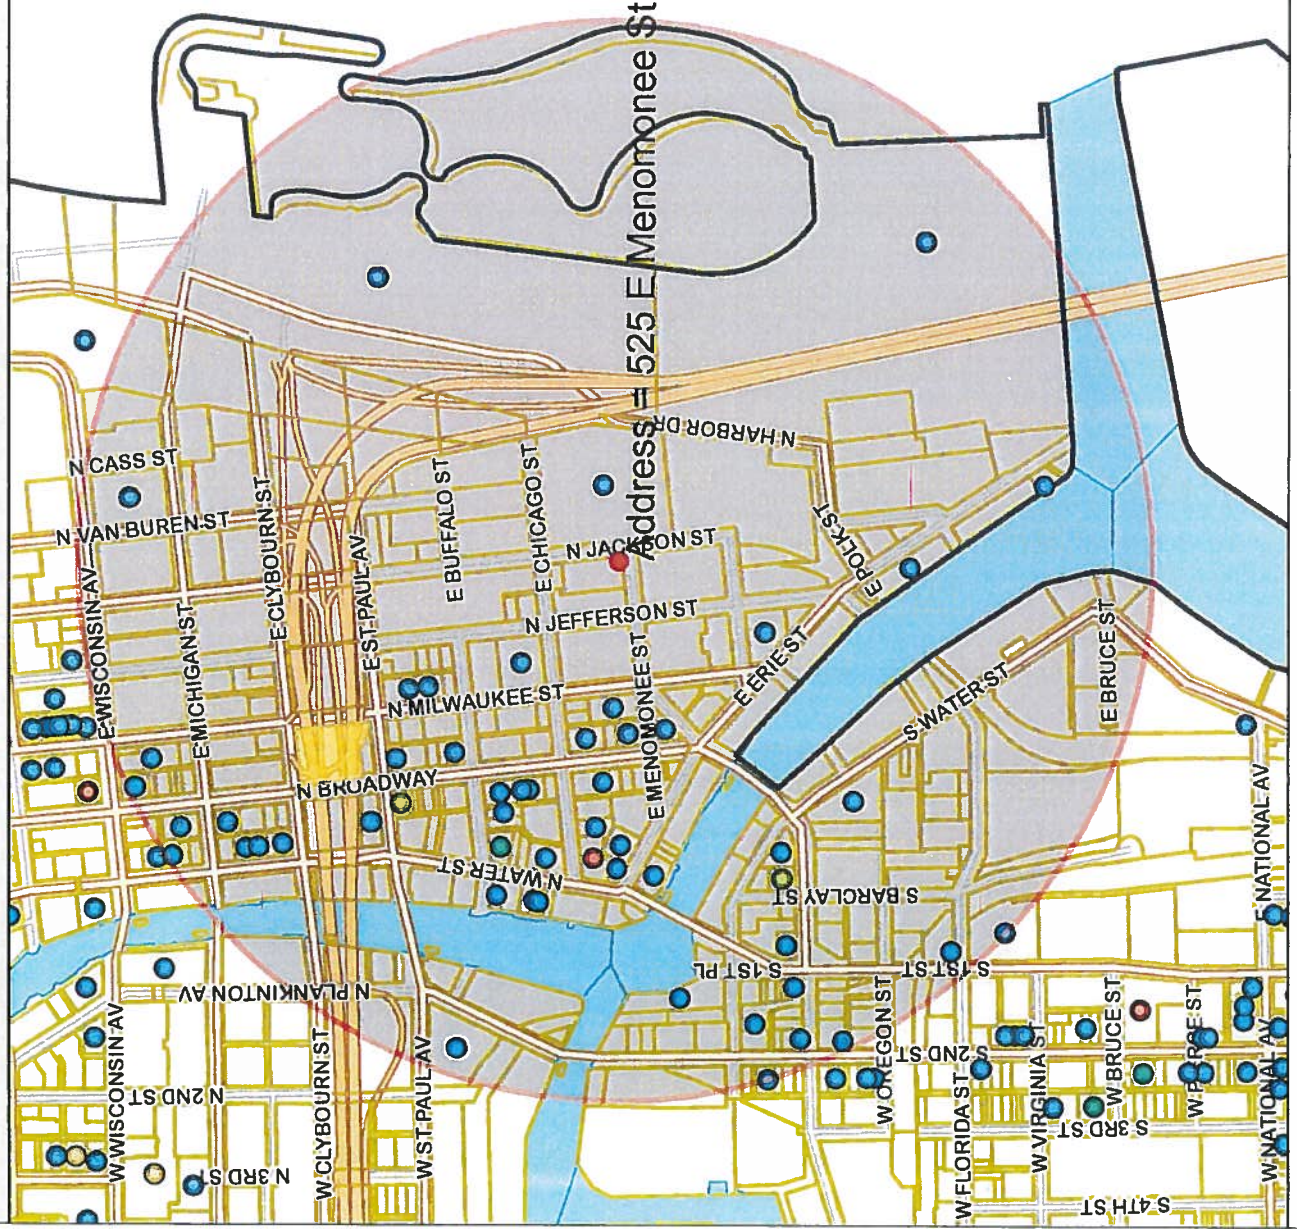 Address = 525 E Menomonee St
N CASS ST
N VAN BUREN ST
E WISCONSIN AV
E MICHIGAN ST
E CLYBOURN ST
E ST. PAUL AV
E BUFFALO ST
E CHICAGO ST
N HARBOR DR
N JACKSON ST
N JEFFERSON ST
E POLK ST
E MENOMONEE ST
E ERIE ST
N MILWAUKEE ST
S WATER ST
E BRUCE ST
N BROADWAY
E MENOMONEE ST
E NATIONAL AV
N WATER ST
S BARCLAY ST
N PLANKINTON AV
S 1ST PL
S 1ST ST
W WISCONSIN AV
N 2ND ST
W CLYBOURN ST
W ST. PAUL AV
W OREGON ST
S 2ND ST
W FLORIDA ST
W VIRGINIA ST
W BRUCE ST
W PIERCE ST
W NATIONAL AV
S 3RD ST
N 3RD ST
S 4TH ST